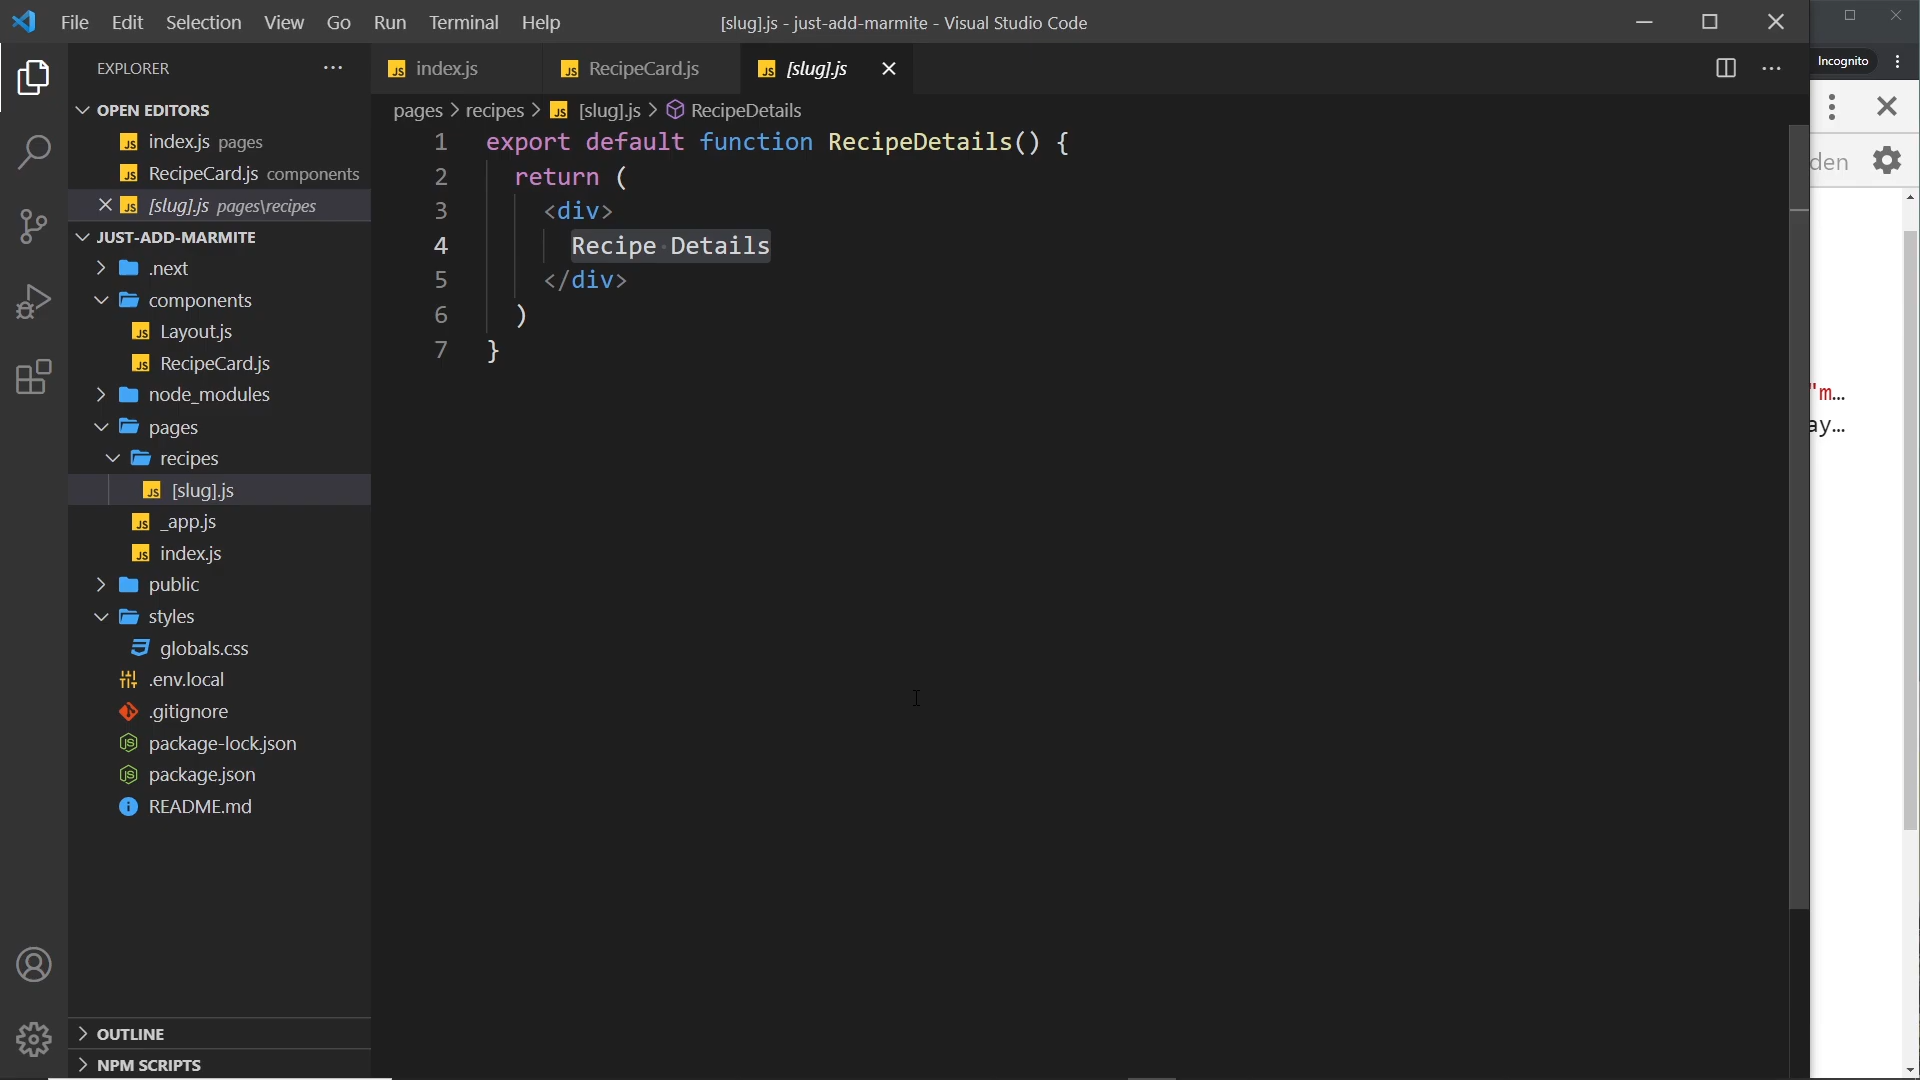 File Edit Selection View Go Run Terminal Help
[slug].js - just-add-marmite - Visual Studio Code
Incognito
EXPLORER
OPEN EDITORS
index.js pages
RecipeCard.js components
[slug].js pages\recipes
JUST-ADD-MARMITE
.next
components
Layout.js
RecipeCard.js
node_modules
pages
recipes
[slug].js
_app.js
index.js
public
styles
globals.css
.env.local
.gitignore
package-lock.json
package.json
README.md
OUTLINE
NPM SCRIPTS
index.js RecipeCard.js [slug].js
pages > recipes > [slug].js > RecipeDetails
1 export default function RecipeDetails() {
2 return (
3 <div>
4 Recipe Details
5 </div>
6 )
7 }
den
"m...
ay...